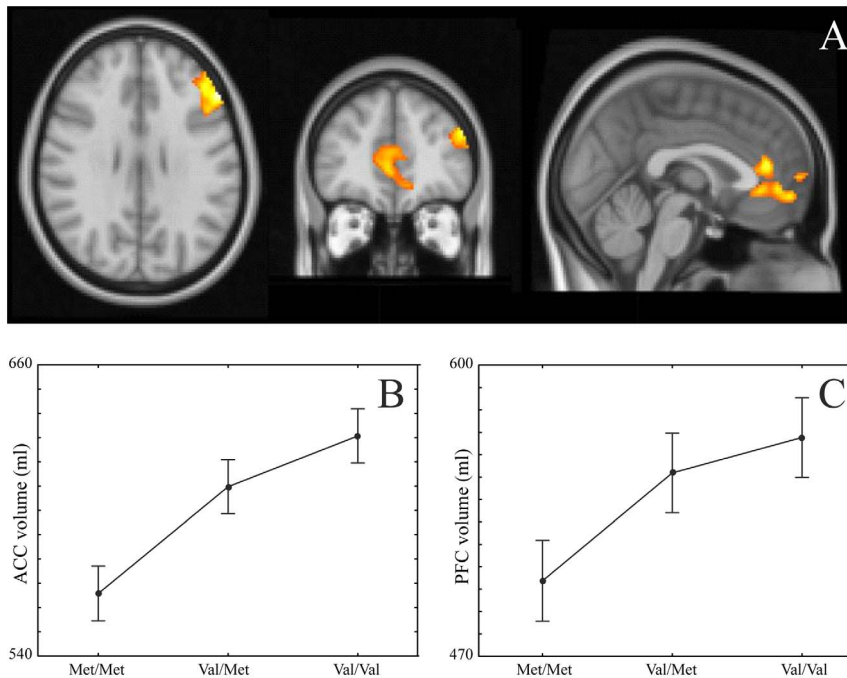 A
660
B
ACC volume (ml)
540
Met/Met Val/Met Val/Val
600
C
PFC volume (ml)
470
Met/Met Val/Met Val/Val